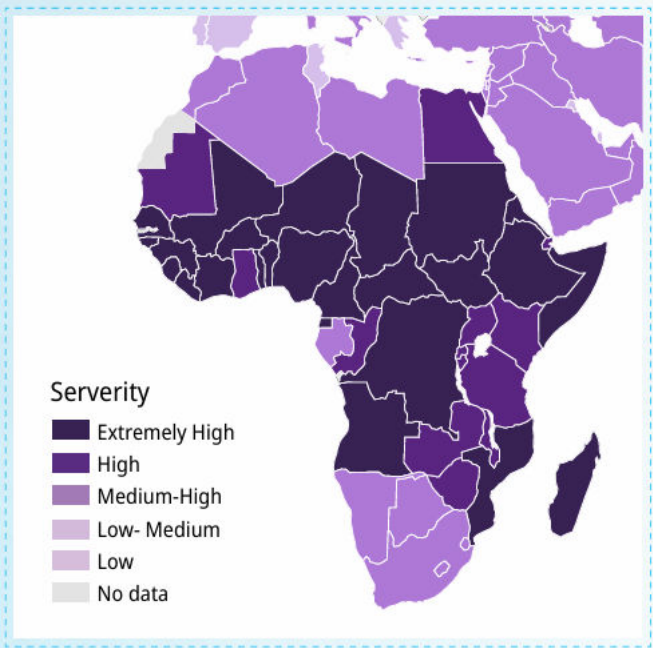 Serverity
Extremely High
High
Medium-High
Low- Medium
Low
No data